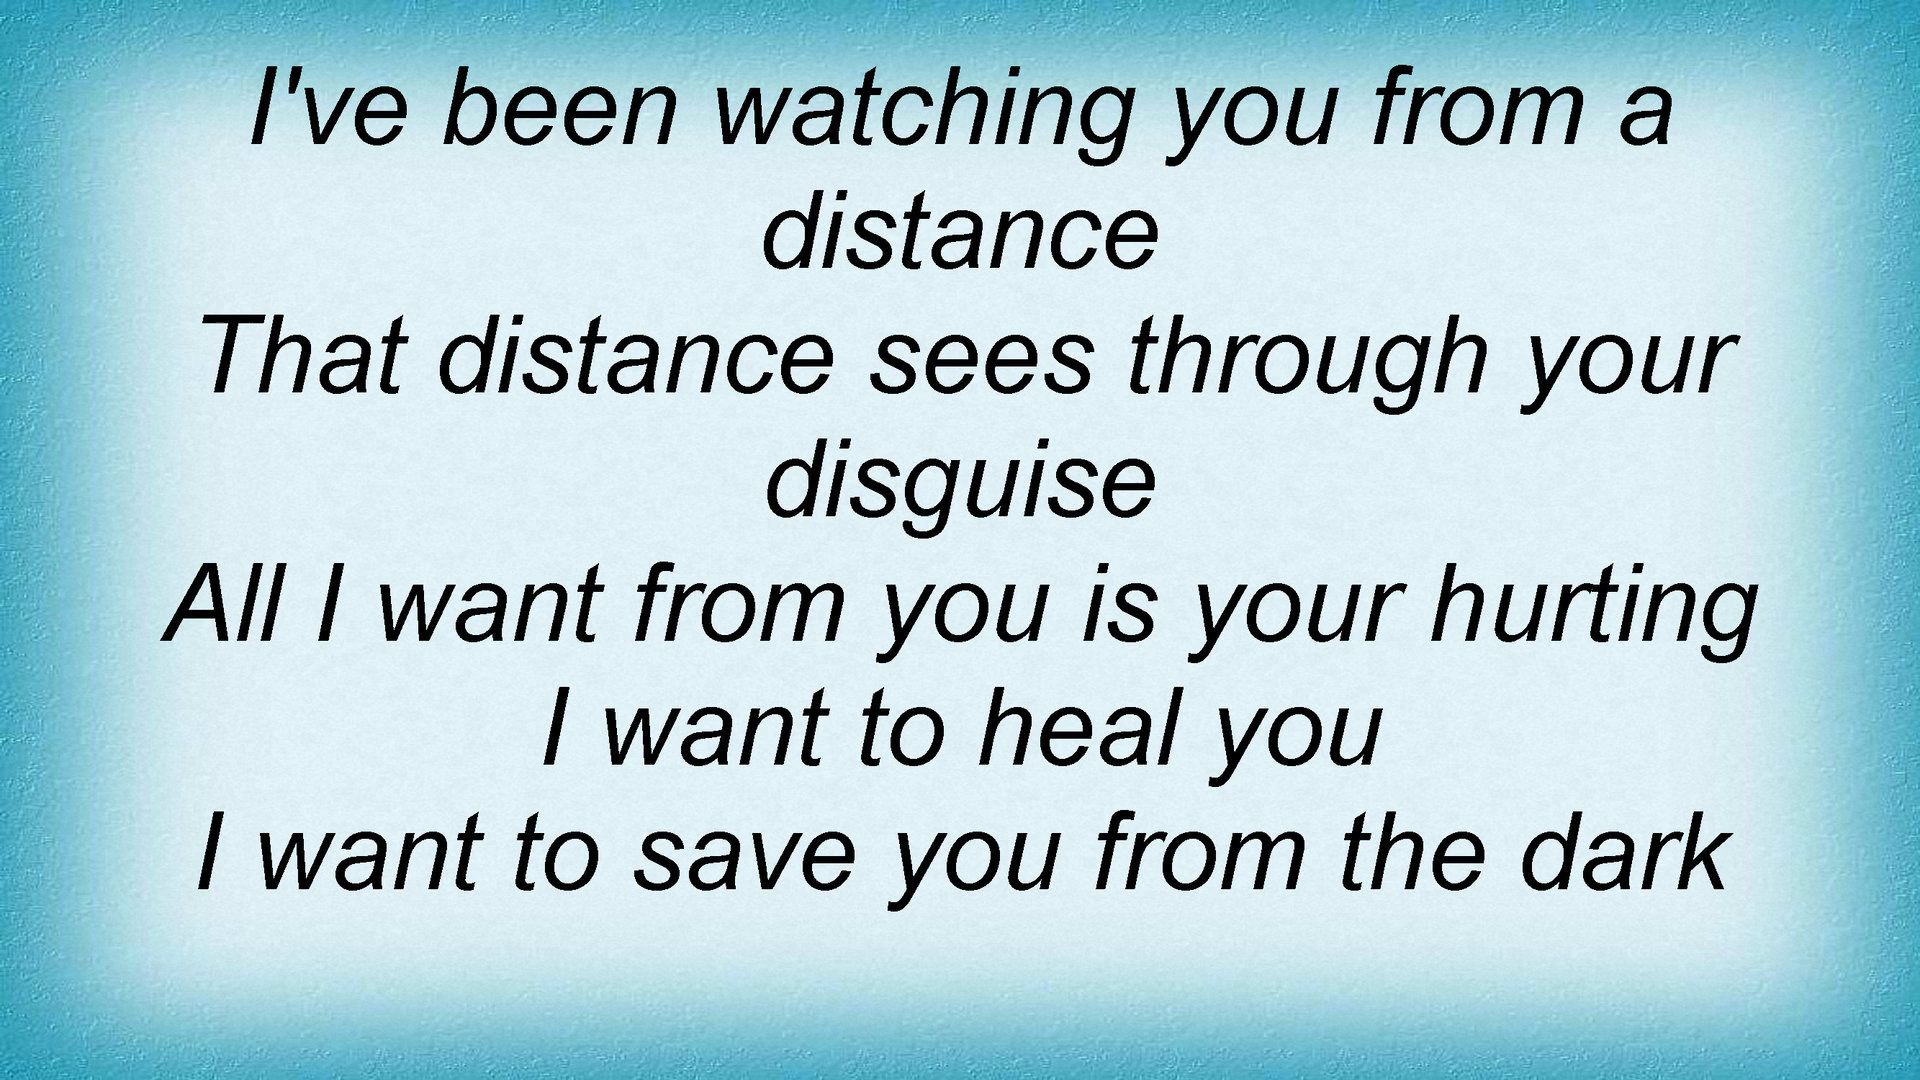 I've been watching you from a
distance
That distance sees through your
disguise
All I want from you is your hurting
I want to heal you
I want to save you from the dark